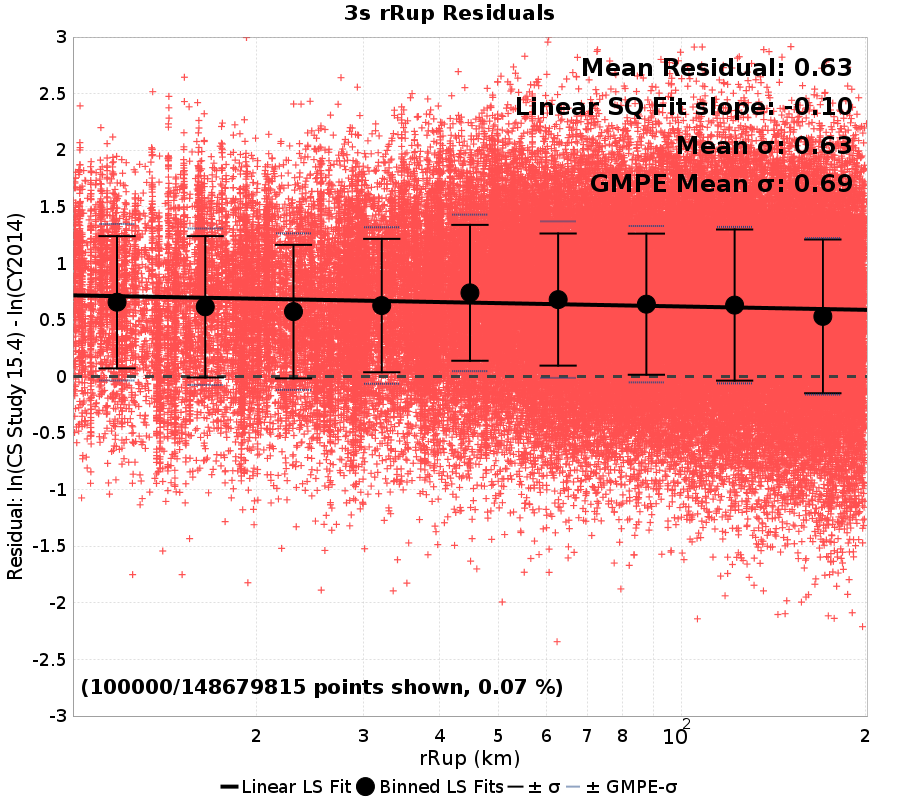 3s rRup Residuals
Mean Residual: 0.63
Linear SQ Fit slope: -0.10
Mean σ: 0.63
GMPE Mean σ: 0.69
3
2.5
2
1.5
1
0.5
0
-0.5
-1
-1.5
-2
-2.5
-3
Residual: ln(CS Study 15.4) - ln(CY2014)
(100000/148679815 points shown, 0.07 %)
2 3 4 5 6 7 8 10² 2
rRup (km)
Linear LS Fit Binned LS Fits ± σ ± GMPE-σ